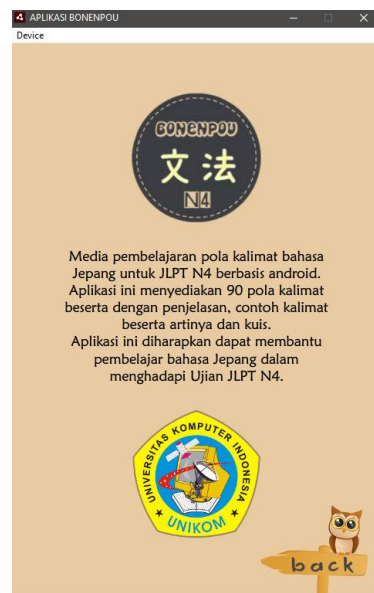 APLIKASI BONENPOU
Device
BONENPOU
文法
N4
Media pembelajaran pola kalimat bahasa
Jepang untuk JLPT N4 berbasis android.
Aplikasi ini menyediakan 90 pola kalimat
beserta dengan penjelasan, contoh kalimat
beserta artinya dan kuis.
Aplikasi ini diharapkan dapat membantu
pembelajar bahasa Jepang dalam
menghadapi Ujian JLPT N4.
UNIVERSITAS KOMPUTER INDONESIA
UNIKOM
back